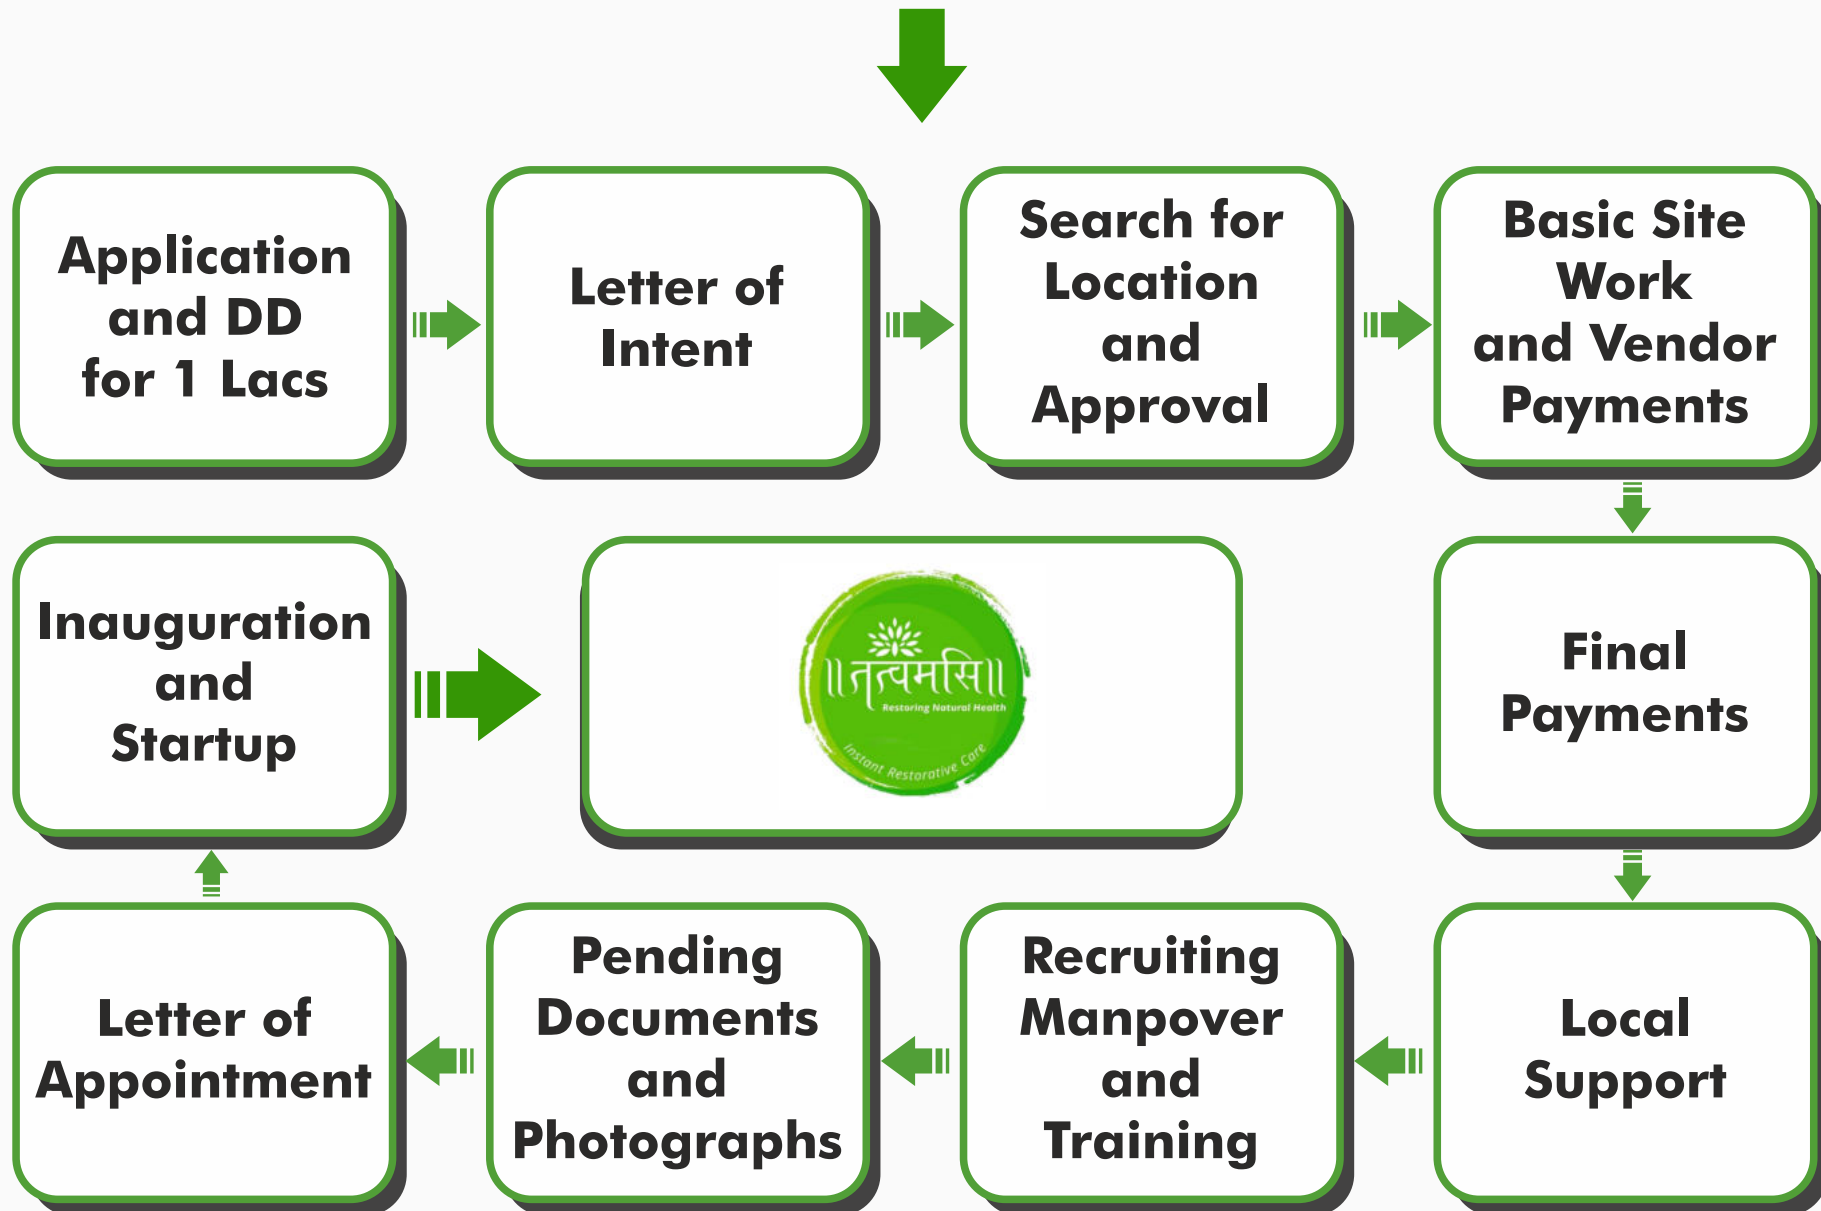 Application
and DD
for 1 Lacs
Letter of
Intent
Search for
Location
and
Approval
Basic Site
Work
and Vendor
Payments
Inauguration
and
Startup
॥तत्वमसि॥
Restoring Natural Health
Instant Restorative Care
Final
Payments
Letter of
Appointment
Pending
Documents
and
Photographs
Recruiting
Manpover
and
Training
Local
Support